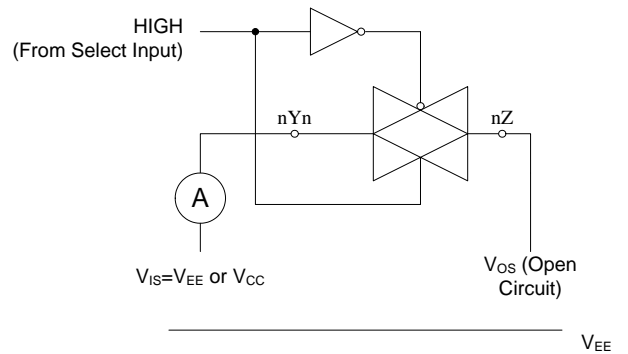 HIGH
(From Select Input)
nYn
nZ
A
VIS=VEE or VCC
VOS (Open
Circuit)
VEE